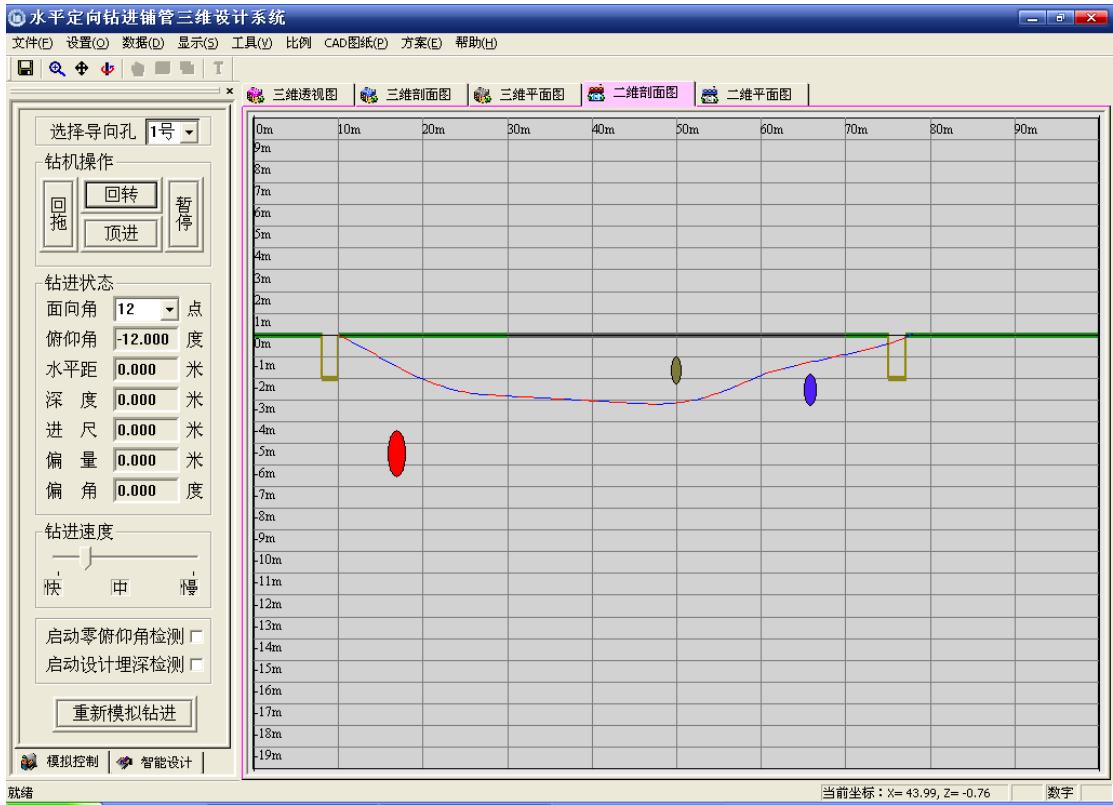 水平定向钻进铺管三维设计系统
文件(F) 设置(O) 数据(D) 显示(S) 工具(V) 比例 CAD图纸(P) 方案(E) 帮助(H)
三维透视图 三维剖面图 三维平面图 二维剖面图 二维平面图
选择导向孔 1号
钻机操作
回拖
回转
顶进
暂停
钻进状态
面向角 12 点
俯仰角 -12.000 度
水平距 0.000 米
深 度 0.000 米
进 尺 0.000 米
偏 量 0.000 米
偏 角 0.000 度
钻进速度
快 中 慢
启动零俯仰角检测
启动设计埋深检测
重新模拟钻进
模拟控制 智能设计
0m 10m 20m 30m 40m 50m 60m 70m 80m 90m
9m
8m
7m
6m
5m
4m
3m
2m
1m
0m
-1m
-2m
-3m
-4m
-5m
-6m
-7m
-8m
-9m
-10m
-11m
-12m
-13m
-14m
-15m
-16m
-17m
-18m
-19m
就绪 当前坐标：X= 43.99, Z= -0.76 数字